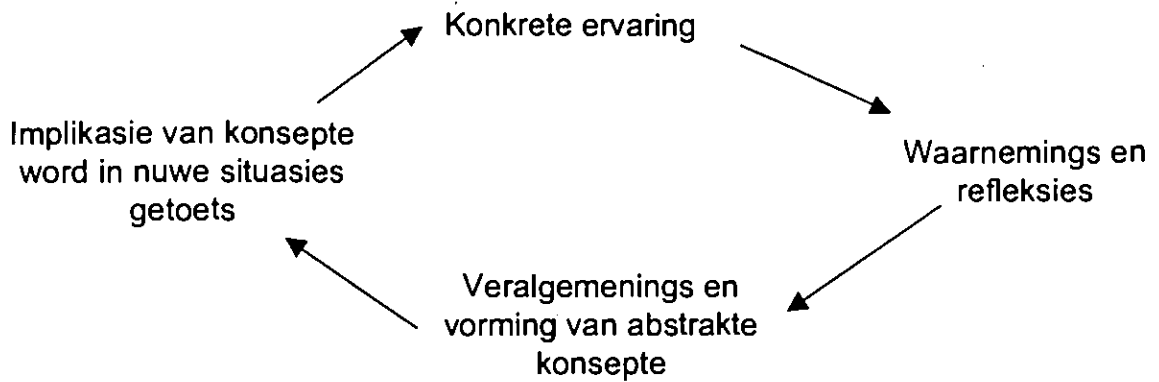 Konkrete ervaring
Waarnemings en
refleksies
Veralgemenings en
vorming van abstrakte
konsepte
Implikasie van konsepte
word in nuwe situasies
getoets